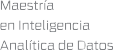 Maestría
en Inteligencia
Analítica de Datos